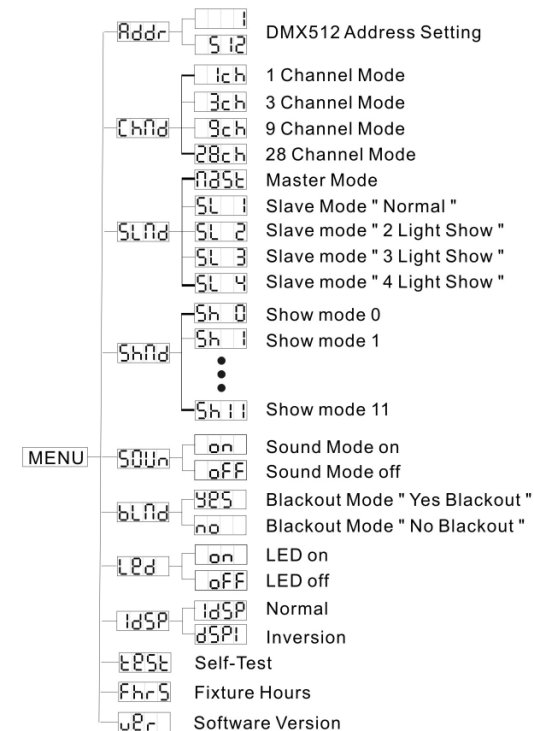 Addr 1 DMX512 Address Setting
512
ChMd 1ch 1 Channel Mode
3ch 3 Channel Mode
9ch 9 Channel Mode
28ch 28 Channel Mode
SLMd MaSt Master Mode
SL 1 Slave Mode " Normal "
SL 2 Slave mode " 2 Light Show "
SL 3 Slave mode " 3 Light Show "
SL 4 Slave mode " 4 Light Show "
ShMd Sh 0 Show mode 0
Sh 1 Show mode 1
Sh11 Show mode 11
MENU
SOUn on Sound Mode on
oFF Sound Mode off
bLMd YES Blackout Mode " Yes Blackout "
no Blackout Mode " No Blackout "
Led on LED on
oFF LED off
1dSP 1dSP Normal
dSP1 Inversion
teSt Self-Test
FhrS Fixture Hours
ver Software Version